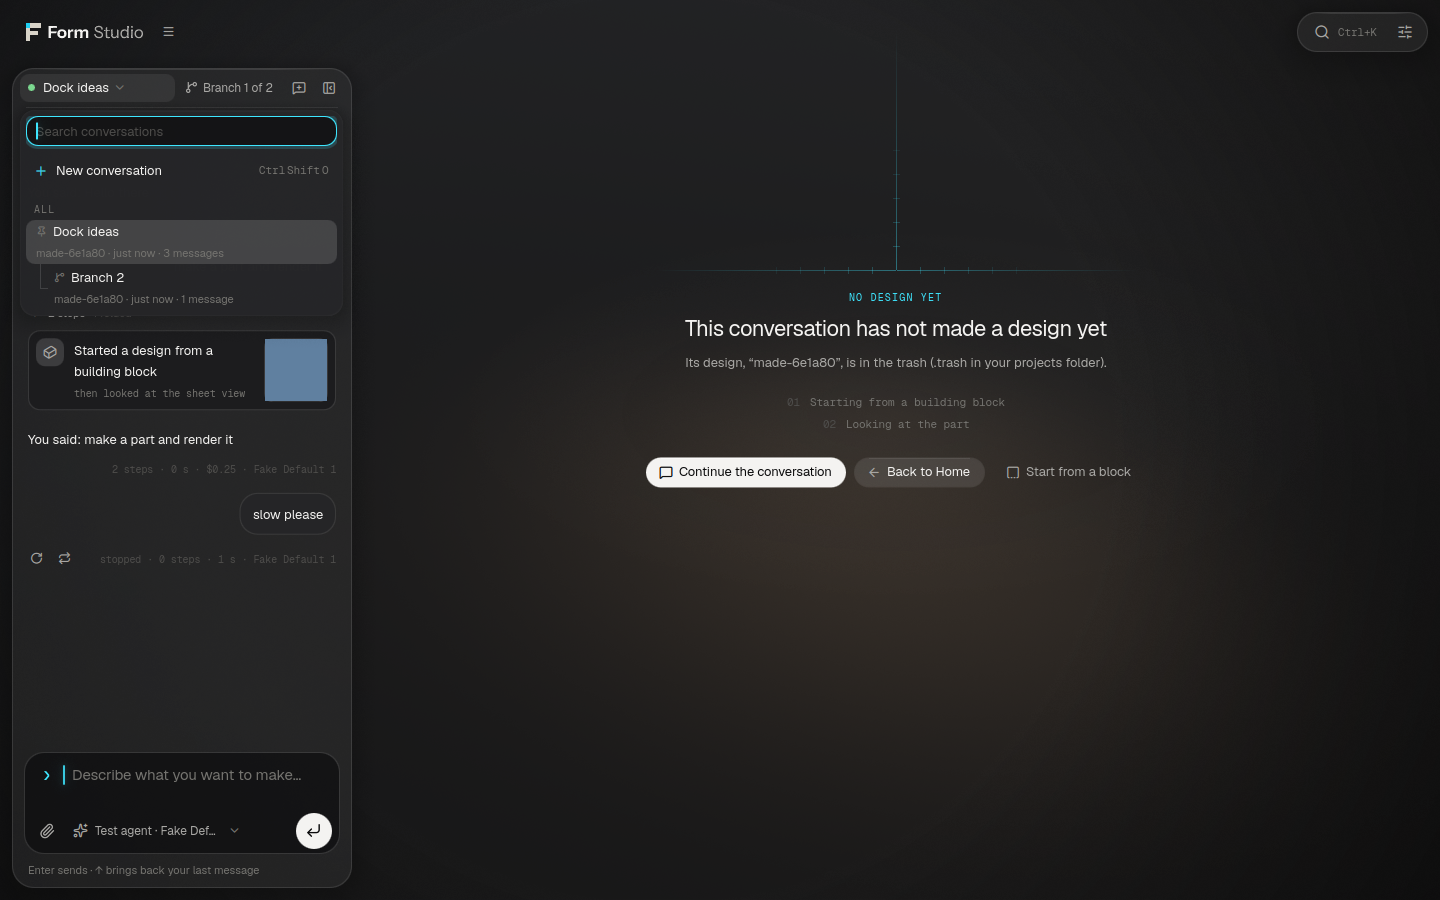 Form Studio
Ctrl+K
Dock ideas
Branch 1 of 2
Search conversations
New conversation
Ctrl Shift O
ALL
Dock ideas
made-6e1a80 · just now · 3 messages
Branch 2
made-6e1a80 · just now · 1 message
2 steps
Started a design from a
building block
then looked at the sheet view
You said: make a part and render it
2 steps · 0 s · $0.25 · Fake Default 1
slow please
stopped · 0 steps · 1 s · Fake Default 1
Describe what you want to make...
Test agent · Fake Def...
Enter sends · ↑ brings back your last message
NO DESIGN YET
This conversation has not made a design yet
Its design, “made-6e1a80”, is in the trash (.trash in your projects folder).
01 Starting from a building block
02 Looking at the part
Continue the conversation
Back to Home
Start from a block